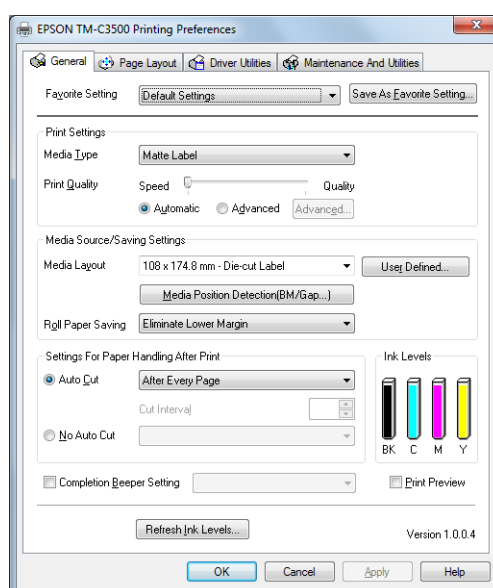 EPSON TM-C3500 Printing Preferences
General Page Layout Driver Utilities Maintenance And Utilities
Favorite Setting Default Settings Save As Favorite Setting...
Print Settings
Media Type Matte Label
Print Quality Speed Quality
Automatic Advanced Advanced...
Media Source/Saving Settings
Media Layout 108 x 174.8 mm - Die-cut Label User Defined...
Media Position Detection(BM/Gap...)
Roll Paper Saving Eliminate Lower Margin
Settings For Paper Handling After Print Ink Levels
Auto Cut After Every Page
Cut Interval
No Auto Cut
BK C M Y
Completion Beeper Setting Print Preview
Refresh Ink Levels... Version 1.0.0.4
OK Cancel Apply Help